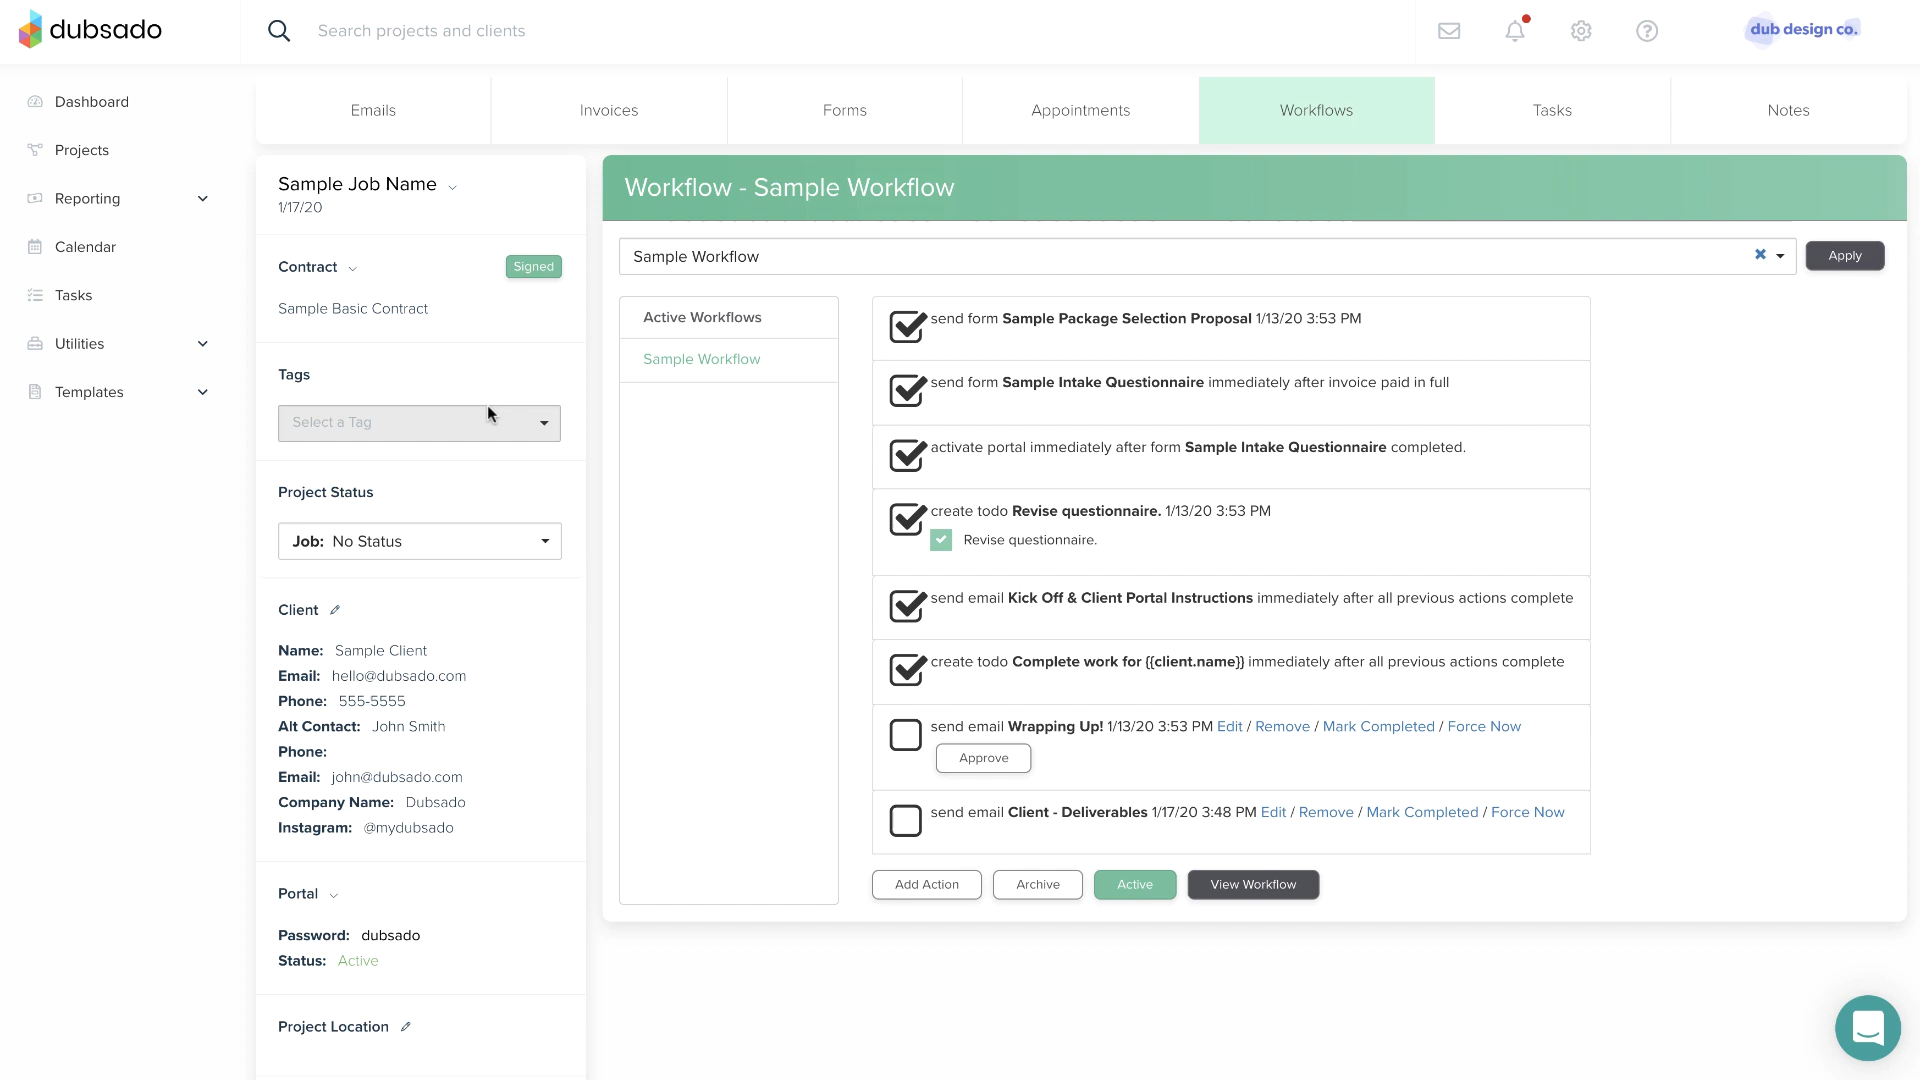 dubsado
Search projects and clients
dub design co.
Dashboard
Projects
Reporting
Calendar
Tasks
Utilities
Templates
Emails
Invoices
Forms
Appointments
Workflows
Tasks
Notes
Sample Job Name
1/17/20
Contract
Signed
Sample Basic Contract
Tags
Select a Tag
Project Status
Job: No Status
Client
Name: Sample Client
Email: hello@dubsado.com
Phone: 555-5555
Alt Contact: John Smith
Phone:
Email: john@dubsado.com
Company Name: Dubsado
Instagram: @mydubsado
Portal
Password: dubsado
Status: Active
Project Location
Workflow - Sample Workflow
Sample Workflow
Apply
Active Workflows
Sample Workflow
send form Sample Package Selection Proposal 1/13/20 3:53 PM
send form Sample Intake Questionnaire immediately after invoice paid in full
activate portal immediately after form Sample Intake Questionnaire completed.
create todo Revise questionnaire. 1/13/20 3:53 PM
Revise questionnaire.
send email Kick Off & Client Portal Instructions immediately after all previous actions complete
create todo Complete work for {{client.name}} immediately after all previous actions complete
send email Wrapping Up! 1/13/20 3:53 PM Edit / Remove / Mark Completed / Force Now
Approve
send email Client - Deliverables 1/17/20 3:48 PM Edit / Remove / Mark Completed / Force Now
Add Action
Archive
Active
View Workflow